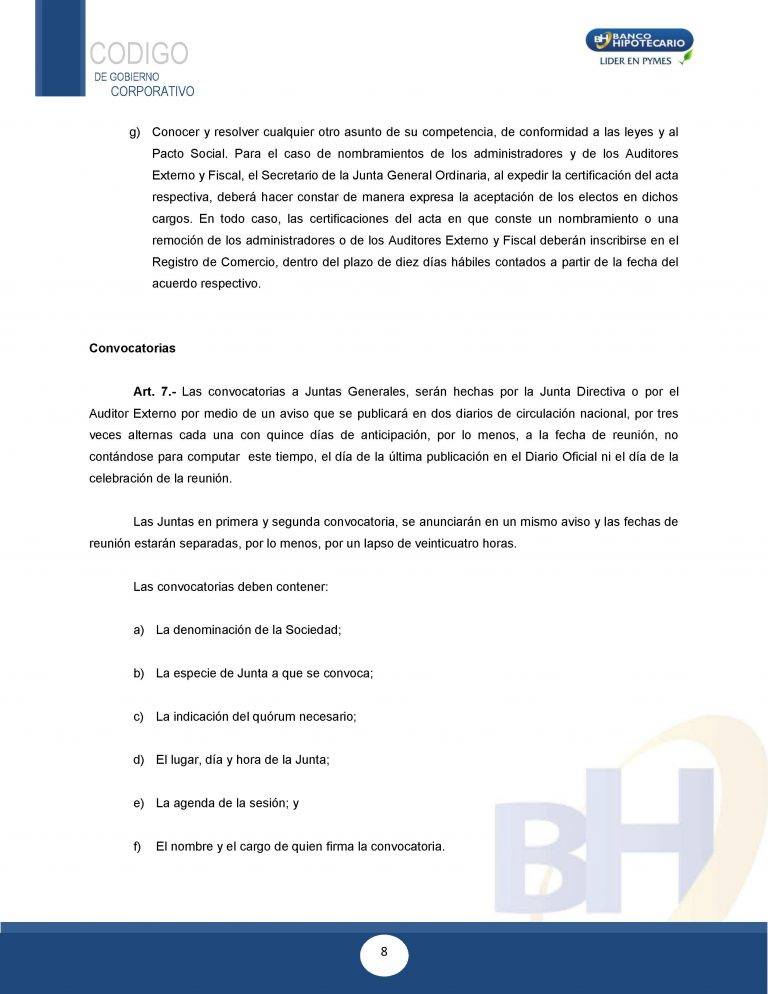 CODIGO
DE GOBIERNO
CORPORATIVO
BH BANCO
HIPOTECARIO
LIDER EN PYMES
g) Conocer y resolver cualquier otro asunto de su competencia, de conformidad a las leyes y al
Pacto Social. Para el caso de nombramientos de los administradores y de los Auditores
Externo y Fiscal, el Secretario de la Junta General Ordinaria, al expedir la certificación del acta
respectiva, deberá hacer constar de manera expresa la aceptación de los electos en dichos
cargos. En todo caso, las certificaciones del acta en que conste un nombramiento o una
remoción de los administradores o de los Auditores Externo y Fiscal deberán inscribirse en el
Registro de Comercio, dentro del plazo de diez días hábiles contados a partir de la fecha del
acuerdo respectivo.
Convocatorias
Art. 7.- Las convocatorias a Juntas Generales, serán hechas por la Junta Directiva o por el
Auditor Externo por medio de un aviso que se publicará en dos diarios de circulación nacional, por tres
veces alternas cada una con quince días de anticipación, por lo menos, a la fecha de reunión, no
contándose para computar este tiempo, el día de la última publicación en el Diario Oficial ni el día de la
celebración de la reunión.
Las Juntas en primera y segunda convocatoria, se anunciarán en un mismo aviso y las fechas de
reunión estarán separadas, por lo menos, por un lapso de veinticuatro horas.
Las convocatorias deben contener:
a) La denominación de la Sociedad;
b) La especie de Junta a que se convoca;
c) La indicación del quórum necesario;
d) El lugar, día y hora de la Junta;
e) La agenda de la sesión; y
f) El nombre y el cargo de quien firma la convocatoria.
BH
8